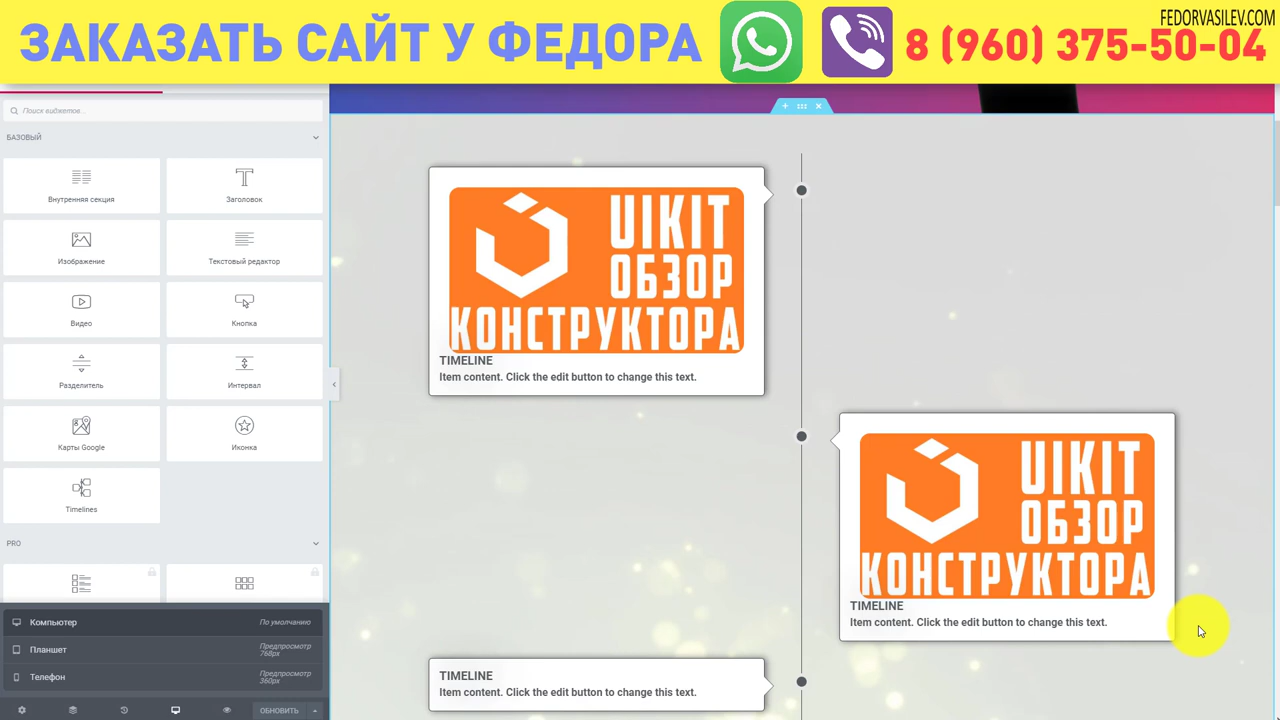 FEDORVASILEV.COM
ЗАКАЗАТЬ САЙТ У ФЕДОРА
8 (960) 375-50-04
Поиск виджетов...
БАЗОВЫЙ
Внутренняя секция
Заголовок
Изображение
Текстовый редактор
Видео
Кнопка
Разделитель
Интервал
Карты Google
Иконка
Timelines
PRO
Компьютер
По умолчанию
Планшет
Предпросмотр
768px
Телефон
Предпросмотр
360px
ОБНОВИТЬ
UIKIT
ОБЗОР
КОНСТРУКТОРА
TIMELINE
Item content. Click the edit button to change this text.
UIKIT
ОБЗОР
КОНСТРУКТОРА
TIMELINE
Item content. Click the edit button to change this text.
TIMELINE
Item content. Click the edit button to change this text.